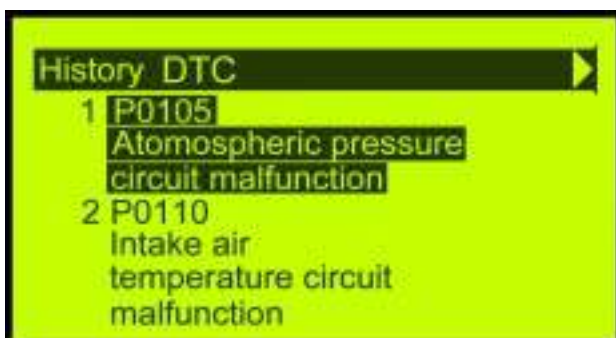 History DTC
1 P0105
Atomospheric pressure
circuit malfunction
2 P0110
Intake air
temperature circuit
malfunction